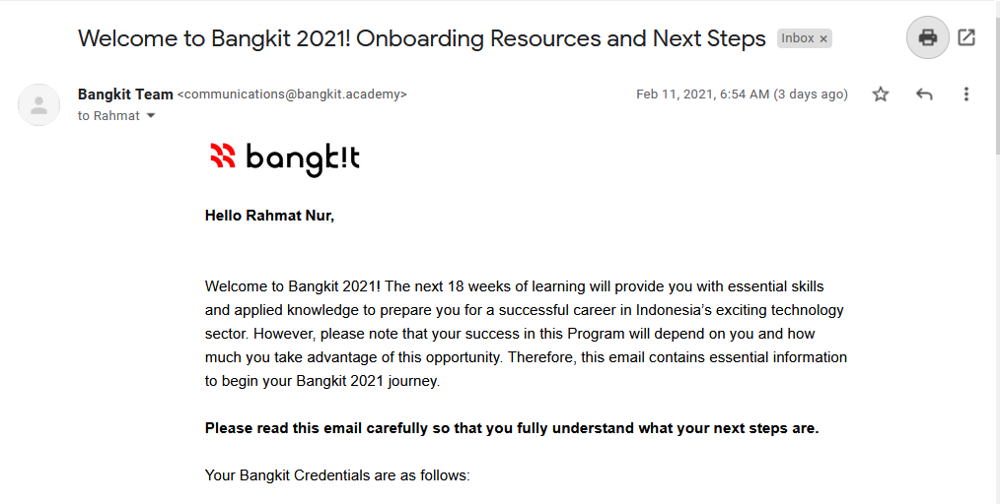 Welcome to Bangkit 2021! Onboarding Resources and Next Steps Inbox ×
Bangkit Team <communications@bangkit.academy> Feb 11, 2021, 6:54 AM (3 days ago)
to Rahmat
bangk!t
Hello Rahmat Nur,
Welcome to Bangkit 2021! The next 18 weeks of learning will provide you with essential skills
and applied knowledge to prepare you for a successful career in Indonesia’s exciting technology
sector. However, please note that your success in this Program will depend on you and how
much you take advantage of this opportunity. Therefore, this email contains essential information
to begin your Bangkit 2021 journey.
Please read this email carefully so that you fully understand what your next steps are.
Your Bangkit Credentials are as follows: